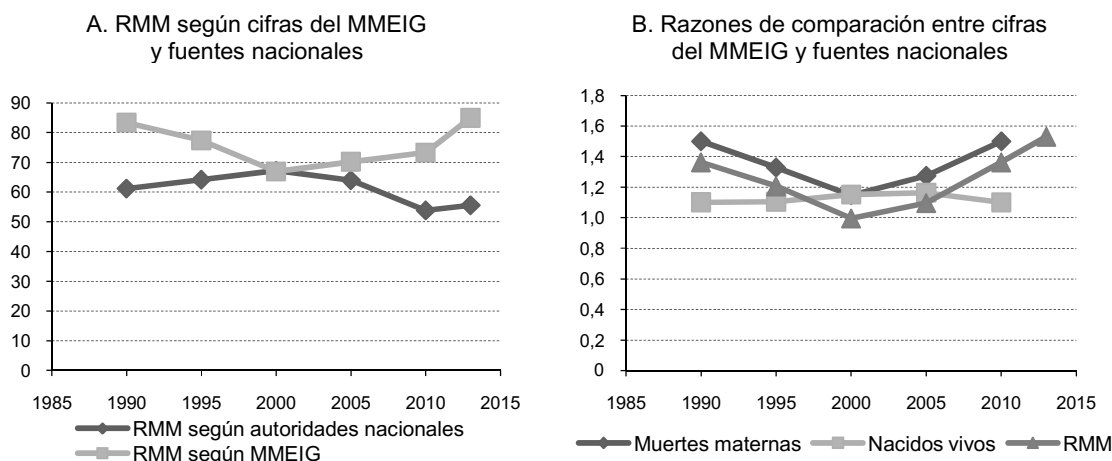 A. RMM según cifras del MMEIG
y fuentes nacionales
90
80
70
60
50
40
30
20
10
0
1985 1990 1995 2000 2005 2010 2015
RMM según autoridades nacionales
RMM según MMEIG
B. Razones de comparación entre cifras
del MMEIG y fuentes nacionales
1,8
1,6
1,4
1,2
1,0
0,8
0,6
0,4
0,2
0
1985 1990 1995 2000 2005 2010 2015
Muertes maternas Nacidos vivos RMM